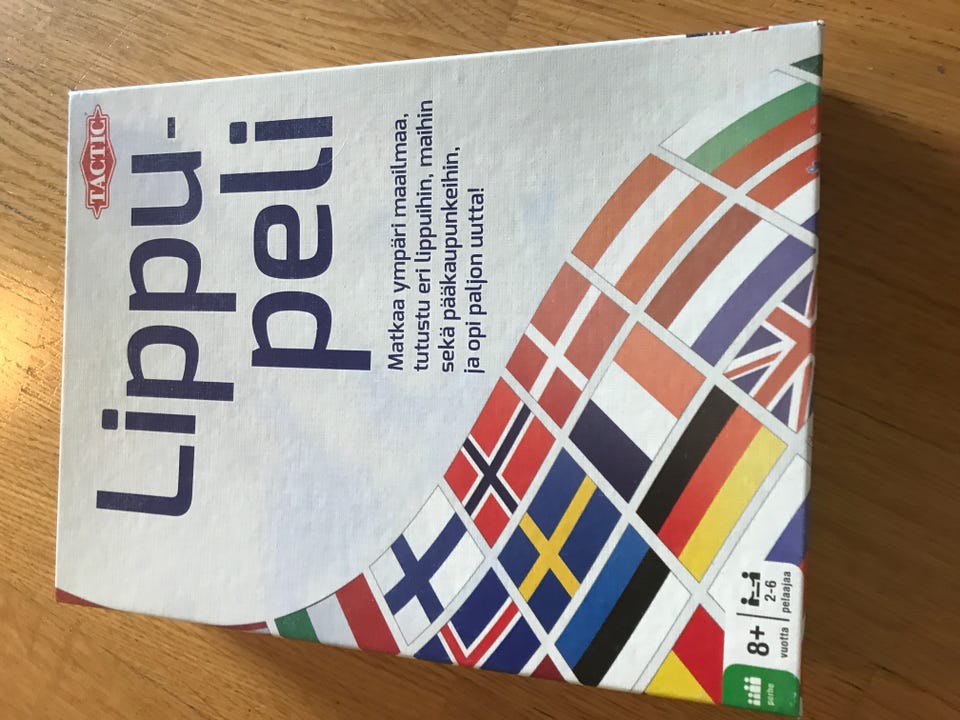 TACTIC
Lippu-
peli
Matkaa ympäri maailmaa,
tutustu eri lippuihin, maihin
sekä pääkaupunkeihin,
ja opi paljon uutta!
perhe
8+
vuotta
2-6
pelaajaa